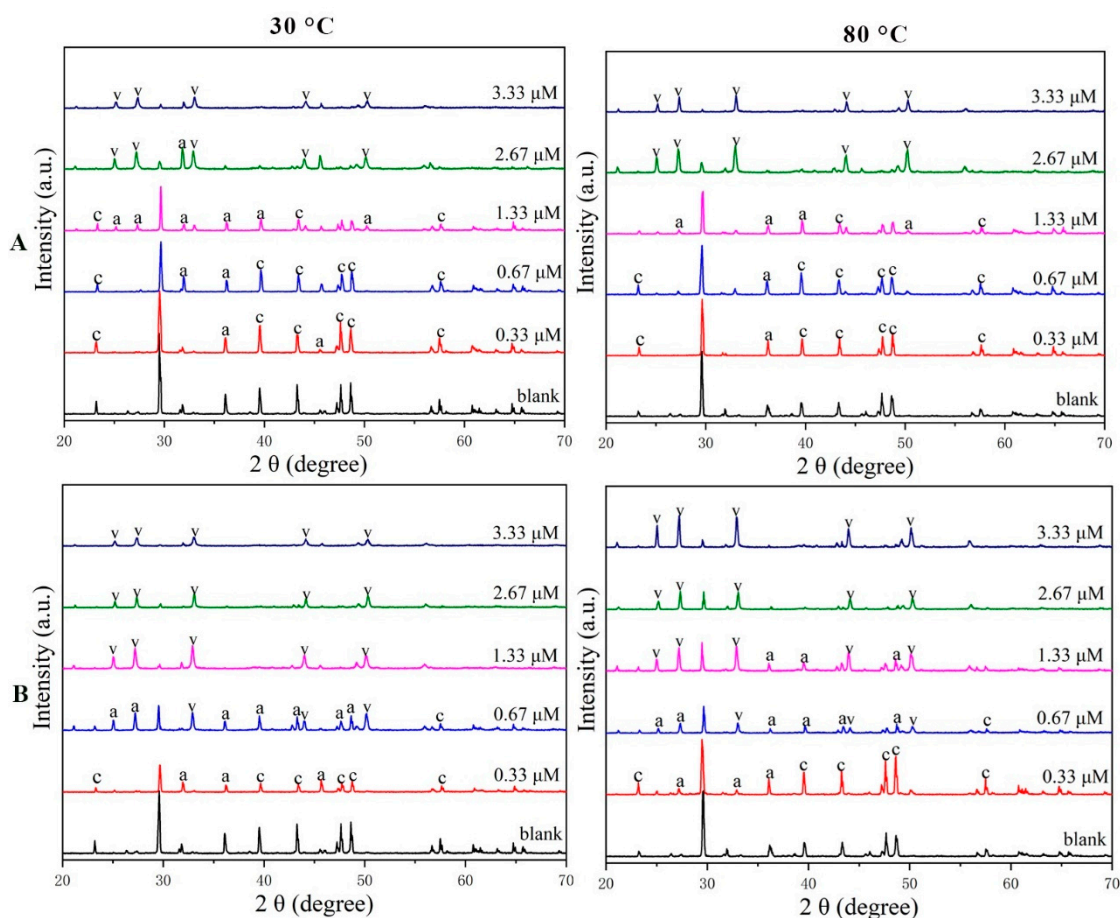 30 °C
80 °C
A
Intensity (a.u.)
v v v v v 3.33 μM
v v a v v v 2.67 μM
c a a a a a c a c 1.33 μM
c a a c c c c c 0.67 μM
c a c c a c c c 0.33 μM
blank
20 30 40 50 60 70
2 θ (degree)
Intensity (a.u.)
v v v v v 3.33 μM
v v v v v 2.67 μM
a a a c a c 1.33 μM
c a c c c c c 0.67 μM
c a c c c c c 0.33 μM
blank
20 30 40 50 60 70
2 θ (degree)
B
Intensity (a.u.)
v v v v v 3.33 μM
v v v v v 2.67 μM
v v v v v 1.33 μM
a a v a a a v a a v c 0.67 μM
c a a c c a c c c 0.33 μM
blank
20 30 40 50 60 70
2 θ (degree)
Intensity (a.u.)
v v v v v 3.33 μM
v v v v v 2.67 μM
v v v a a v a v 1.33 μM
a a v a a av a v c 0.67 μM
c a a a c c c c c 0.33 μM
blank
20 30 40 50 60 70
2 θ (degree)